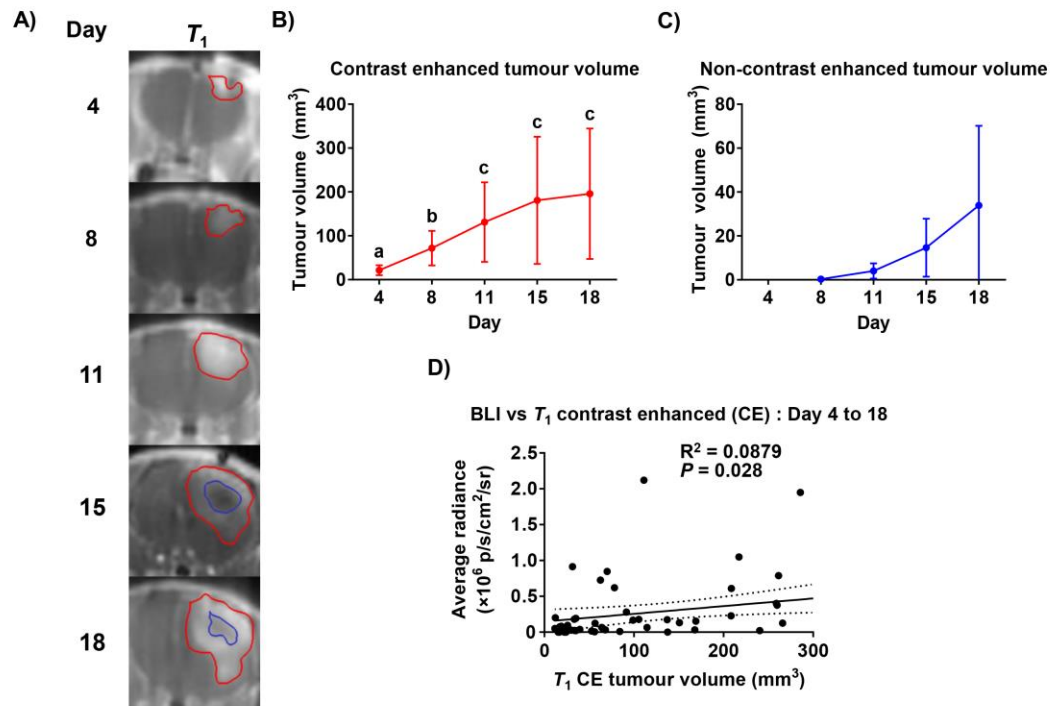 A)
Day
T₁
4
8
11
15
18
B)
Contrast enhanced tumour volume
Tumour volume (mm³)
400
300
200
100
0
a
b
c
c
c
4 8 11 15 18
Day
C)
Non-contrast enhanced tumour volume
Tumour volume (mm³)
80
60
40
20
0
4 8 11 15 18
Day
D)
BLI vs T₁ contrast enhanced (CE) : Day 4 to 18
R² = 0.0879
P = 0.028
Average radiance
(×10⁶ p/s/cm²/sr)
2.5
2.0
1.5
1.0
0.5
0.0
0 100 200 300
T₁ CE tumour volume (mm³)